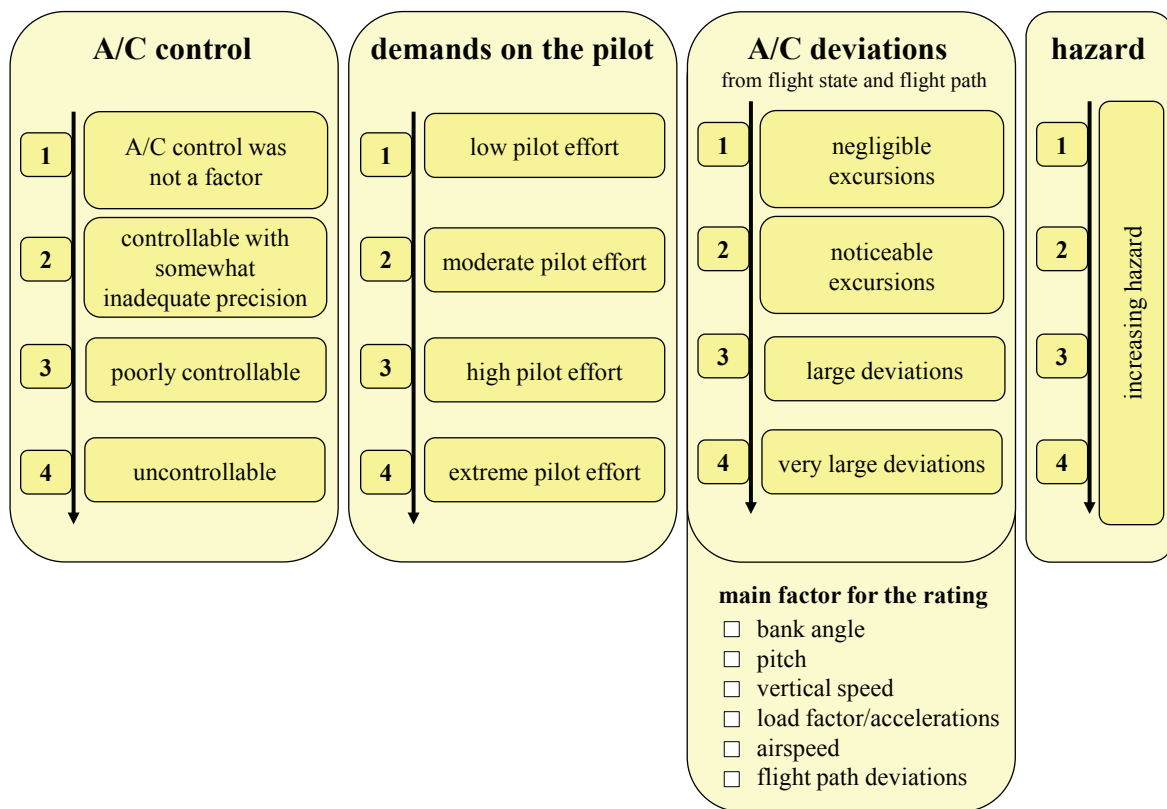 A/C control
1
A/C control was
not a factor
2
controllable with
somewhat
inadequate precision
3
poorly controllable
4
uncontrollable
demands on the pilot
1
low pilot effort
2
moderate pilot effort
3
high pilot effort
4
extreme pilot effort
A/C deviations
from flight state and flight path
1
negligible
excursions
2
noticeable
excursions
3
large deviations
4
very large deviations
main factor for the rating
bank angle
pitch
vertical speed
load factor/accelerations
airspeed
flight path deviations
hazard
1
2
3
4
increasing hazard